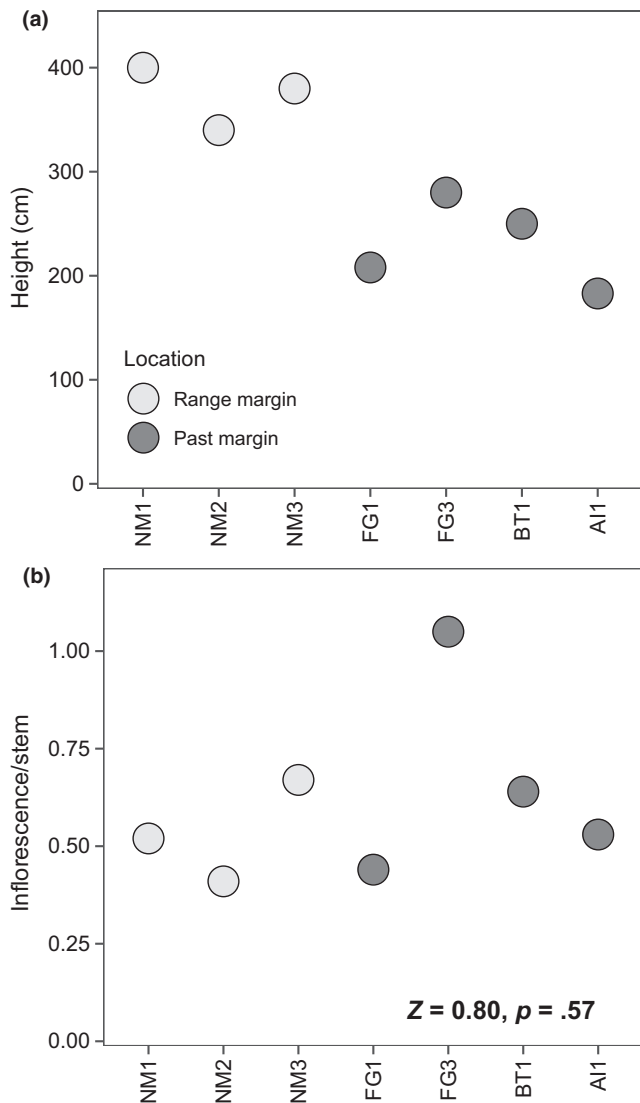 (a)
Height (cm)
400
300
200
100
0
Location
Range margin
Past margin
NM1
NM2
NM3
FG1
FG3
BT1
AI1
(b)
Inflorescence/stem
1.00
0.75
0.50
0.25
0.00
Z = 0.80, p = .57
NM1
NM2
NM3
FG1
FG3
BT1
AI1